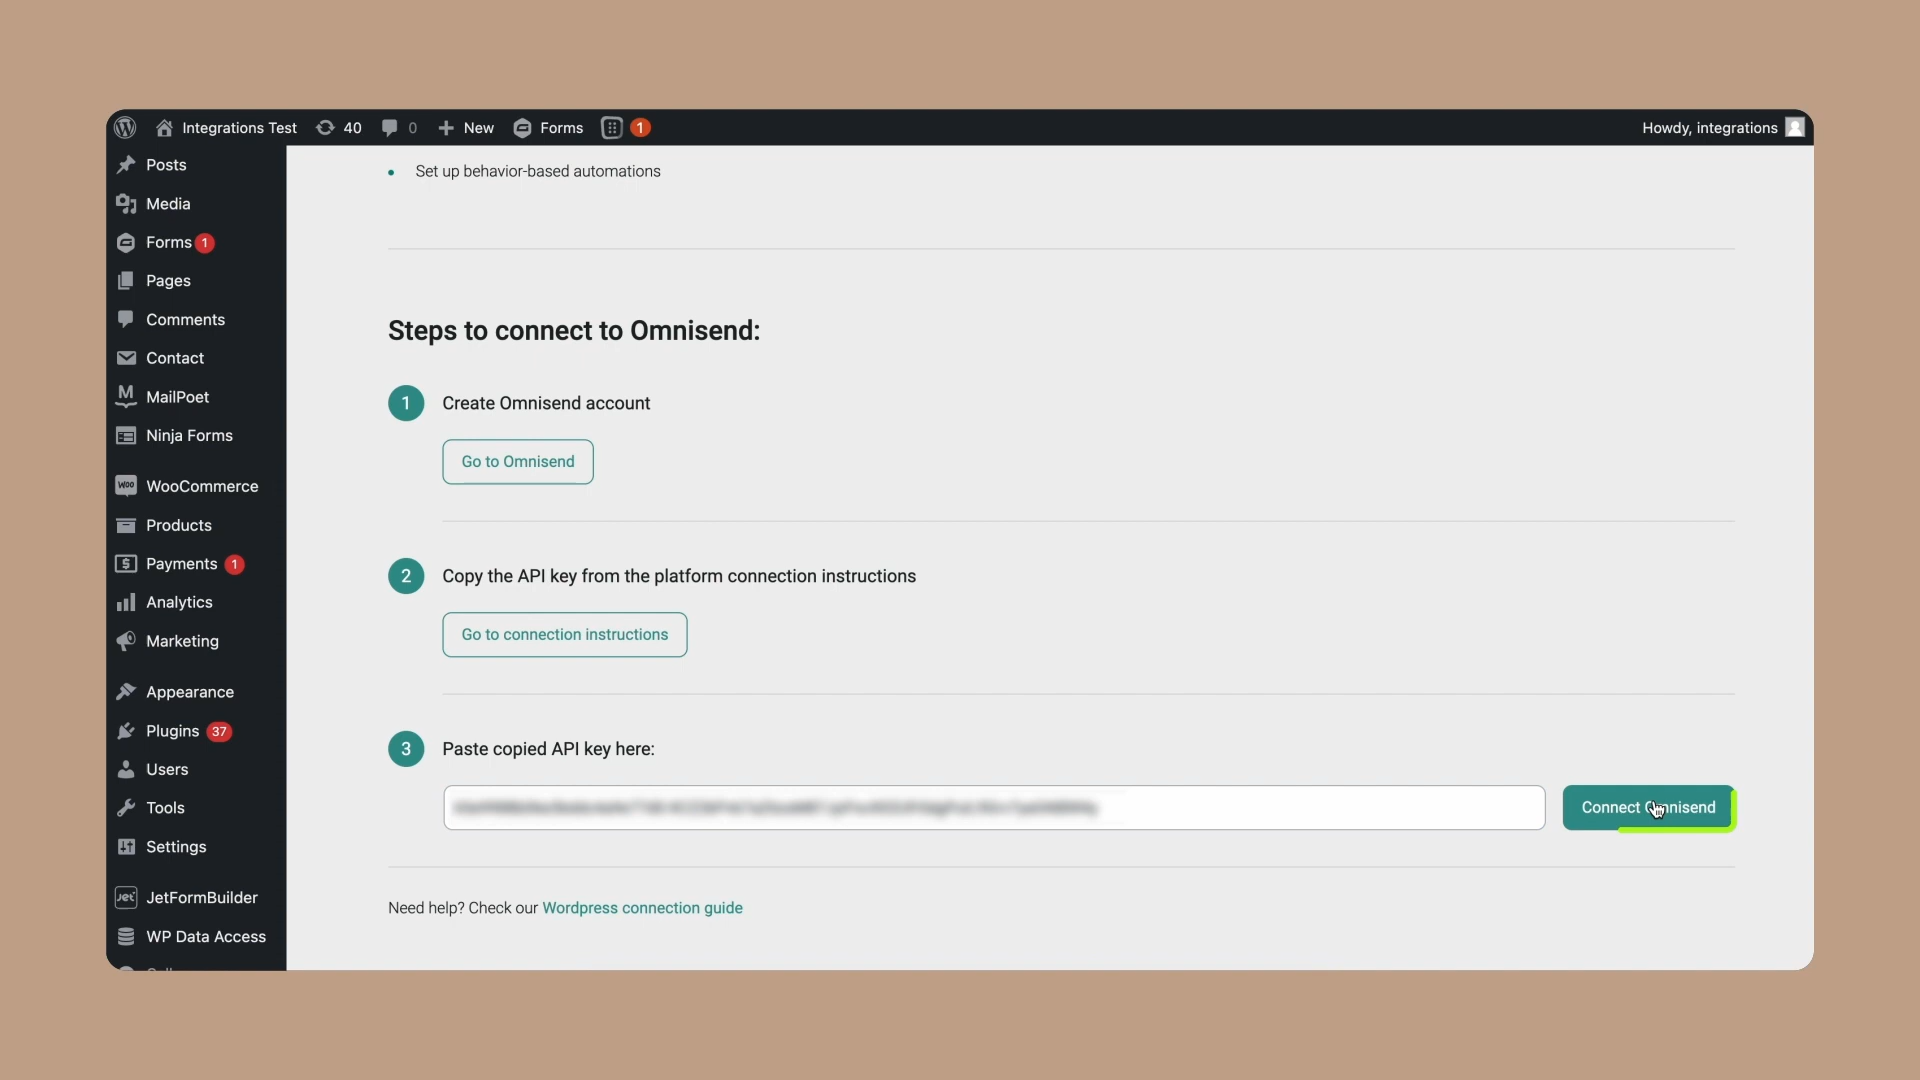 Integrations Test
40
0
New
Forms
1
Howdy, integrations
Posts
Media
Forms 1
Pages
Comments
Contact
MailPoet
Ninja Forms
WooCommerce
Products
Payments 1
Analytics
Marketing
Appearance
Plugins 37
Users
Tools
Settings
JetFormBuilder
WP Data Access
Set up behavior-based automations
Steps to connect to Omnisend:
1 Create Omnisend account
Go to Omnisend
2 Copy the API key from the platform connection instructions
Go to connection instructions
3 Paste copied API key here:
Connect Omnisend
Need help? Check our Wordpress connection guide